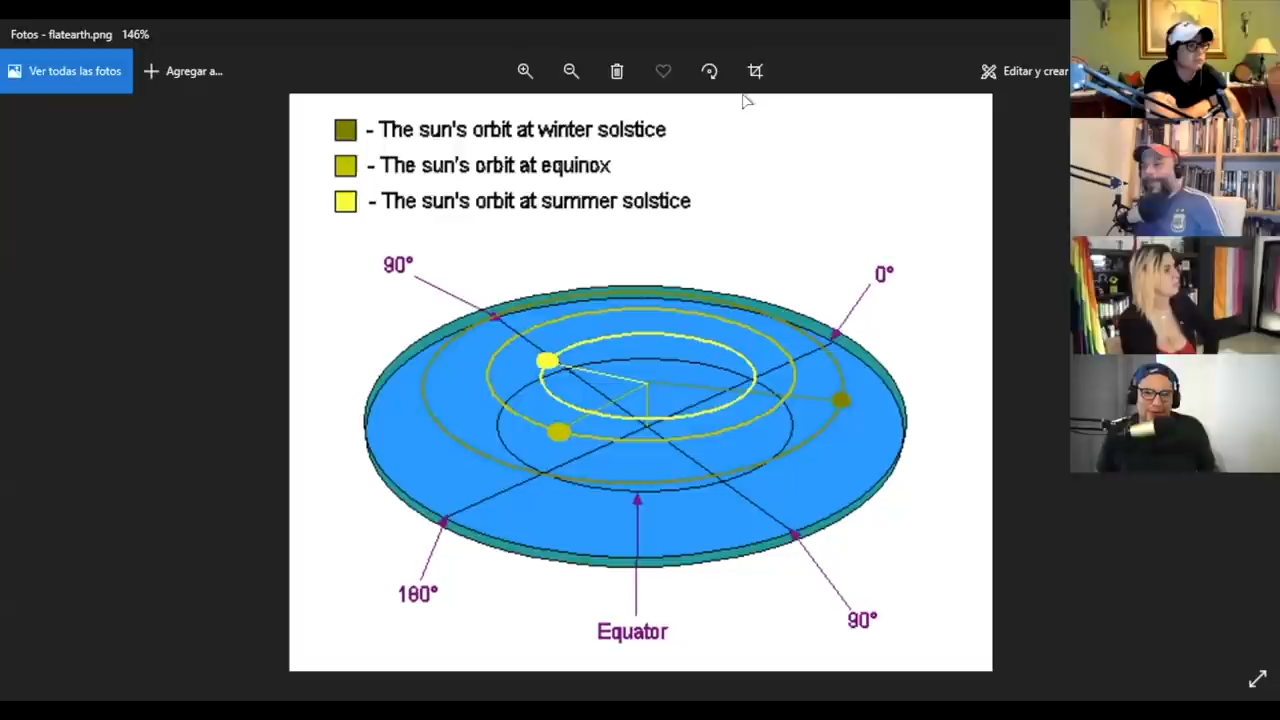 Fotos - flatearth.png 146%
Ver todas las fotos
Agregar a...
Editar y crear
- The sun's orbit at winter solstice
- The sun's orbit at equinox
- The sun's orbit at summer solstice
90°
0°
180°
90°
Equator